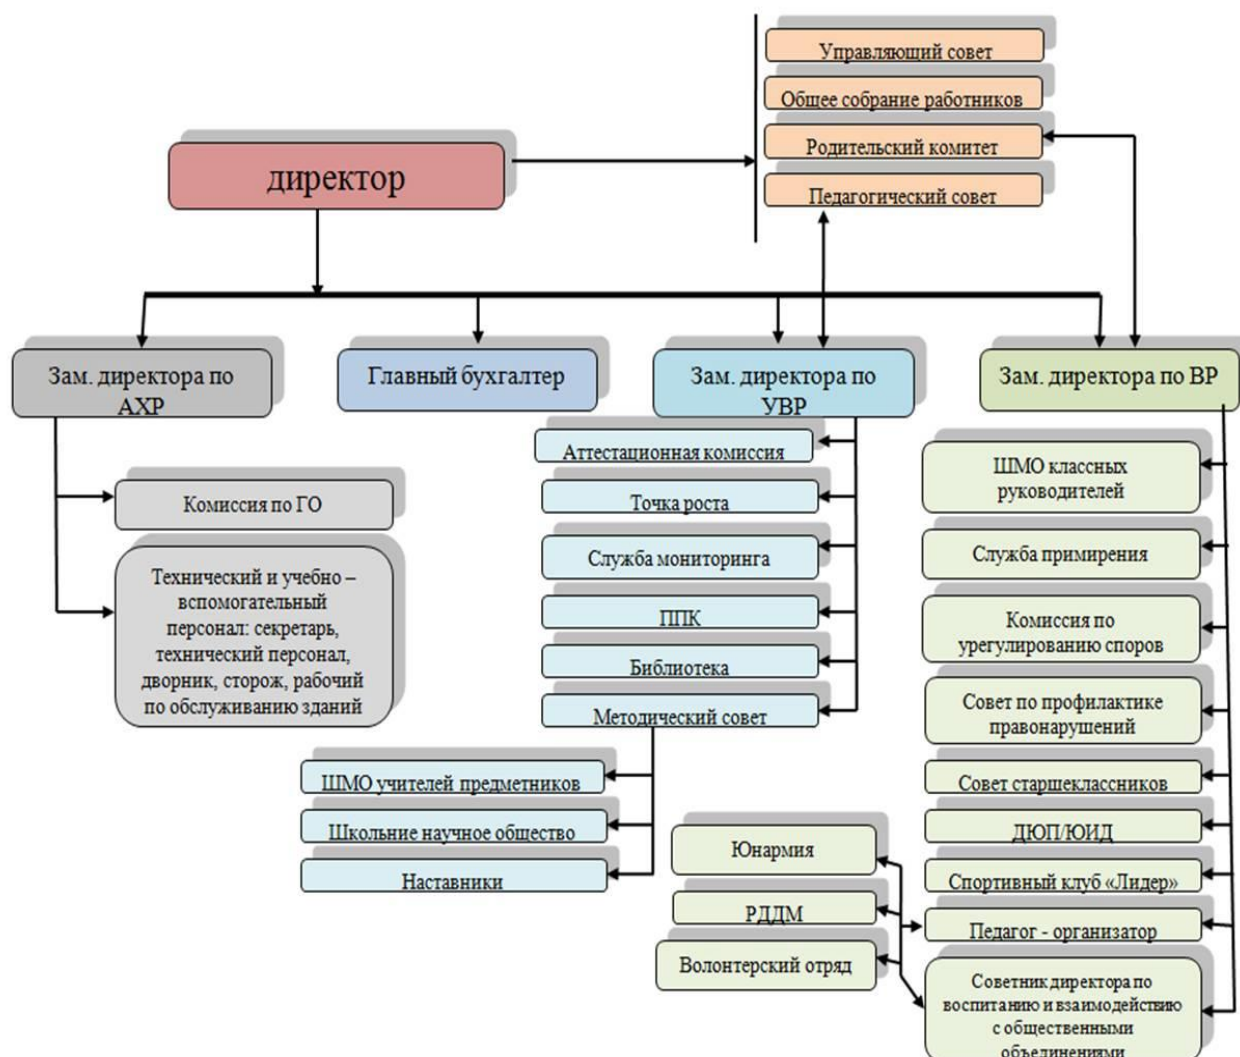 Управляющий совет
Общее собрание работников
Родительский комитет
Педагогический совет
директор
Зам. директора по
АХР
Главный бухгалтер
Зам. директора по
УВР
Зам. директора по ВР
Комиссия по ГО
Технический и учебно –
вспомогательный
персонал: секретарь,
технический персонал,
дворник, сторож, рабочий
по обслуживанию зданий
Аттестационная комиссия
Точка роста
Служба мониторинга
ППК
Библиотека
Методический совет
ШМО учителей предметников
Школьние научное общество
Наставники
ШМО классных
руководителей
Служба примирения
Комиссия по
урегулированию споров
Совет по профилактике
правонарушений
Совет старшеклассников
ДЮП/ЮИД
Спортивный клуб «Лидер»
Педагог - организатор
Советник директора по
воспитанию и взаимодействию
с общественными
объединениями
Юнармия
РДДМ
Волонтерский отряд